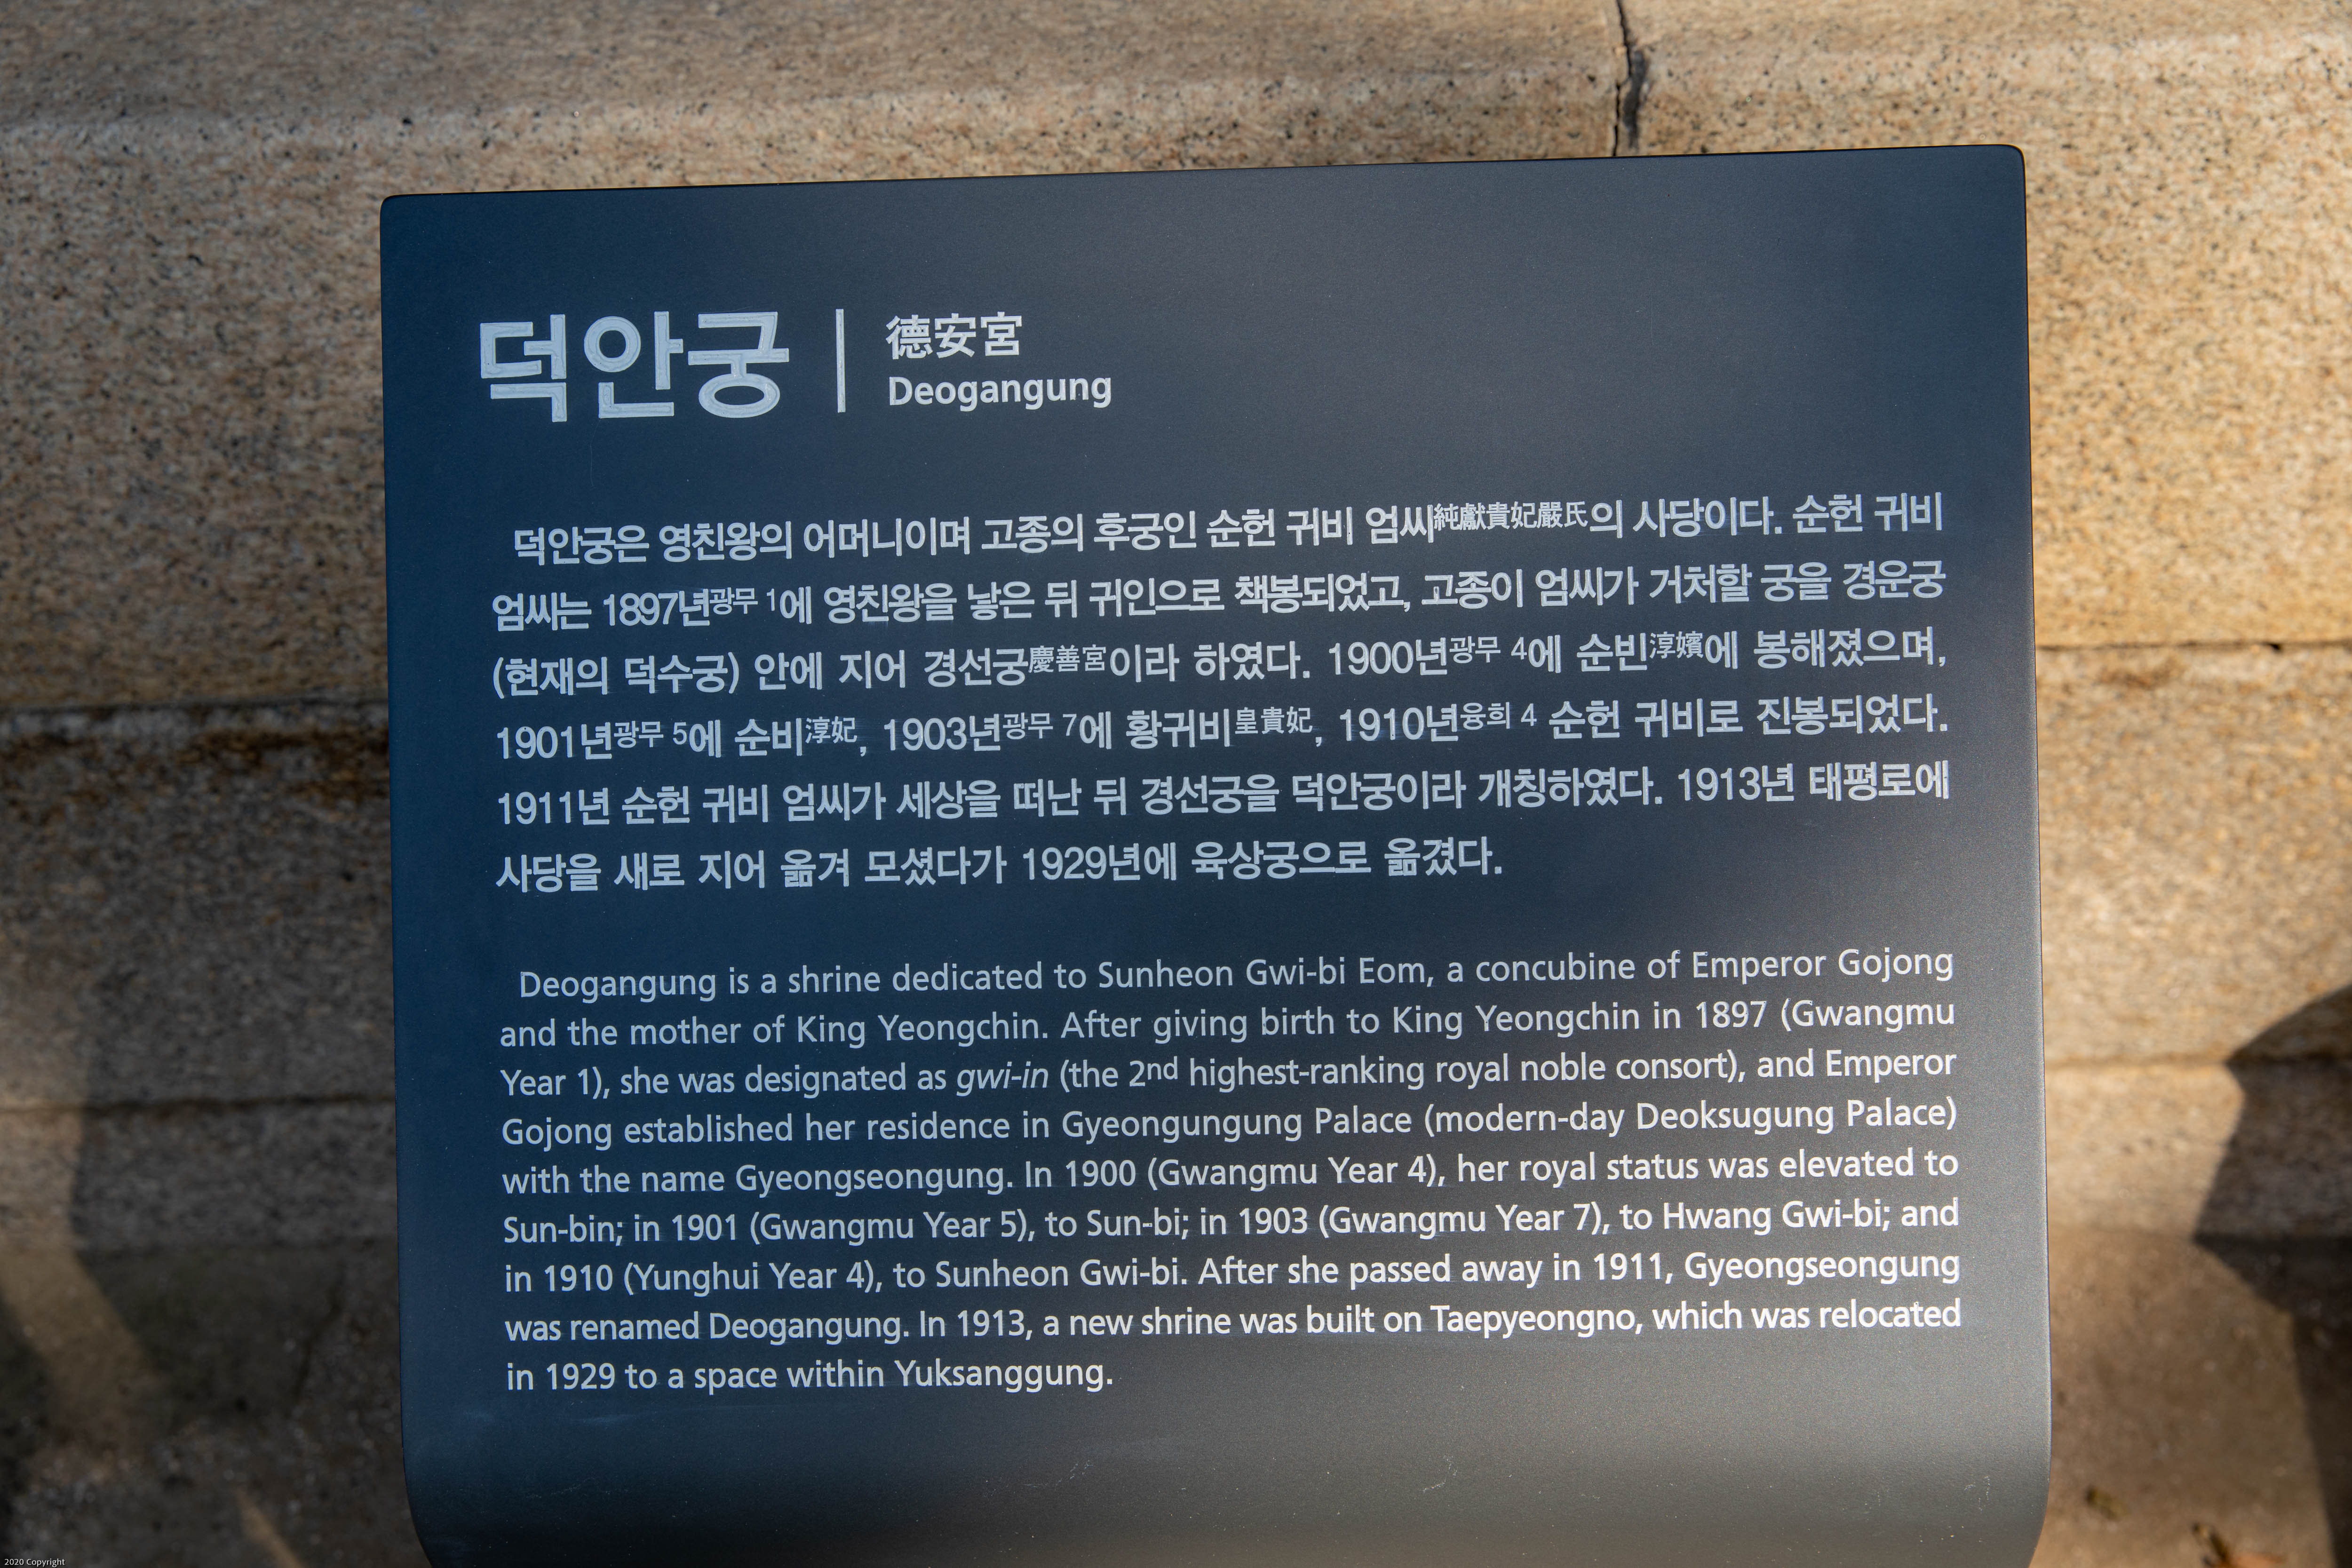 덕안궁
德安宮
Deogangung
덕안궁은 영친왕의 어머니이며 고종의 후궁인 순헌 귀비 엄씨純獻貴妃嚴氏의 사당이다. 순헌 귀비
엄씨는 1897년광무 1에 영친왕을 낳은 뒤 귀인으로 책봉되었고, 고종이 엄씨가 거처할 궁을 경운궁
(현재의 덕수궁) 안에 지어 경선궁慶善宮이라 하였다. 1900년광무 4에 순빈淳嬪에 봉해졌으며,
1901년광무 5에 순비淳妃, 1903년광무 7에 황귀비皇貴妃, 1910년융희 4 순헌 귀비로 진봉되었다.
1911년 순헌 귀비 엄씨가 세상을 떠난 뒤 경선궁을 덕안궁이라 개칭하였다. 1913년 태평로에
사당을 새로 지어 옮겨 모셨다가 1929년에 육상궁으로 옮겼다.
Deogangung is a shrine dedicated to Sunheon Gwi-bi Eom, a concubine of Emperor Gojong
and the mother of King Yeongchin. After giving birth to King Yeongchin in 1897 (Gwangmu
Year 1), she was designated as gwi-in (the 2nd highest-ranking royal noble consort), and Emperor
Gojong established her residence in Gyeongungung Palace (modern-day Deoksugung Palace)
with the name Gyeongseongung. In 1900 (Gwangmu Year 4), her royal status was elevated to
Sun-bin; in 1901 (Gwangmu Year 5), to Sun-bi; in 1903 (Gwangmu Year 7), to Hwang Gwi-bi; and
in 1910 (Yunghui Year 4), to Sunheon Gwi-bi. After she passed away in 1911, Gyeongseongung
was renamed Deogangung. In 1913, a new shrine was built on Taepyeongno, which was relocated
in 1929 to a space within Yuksanggung.
2020 Copyright